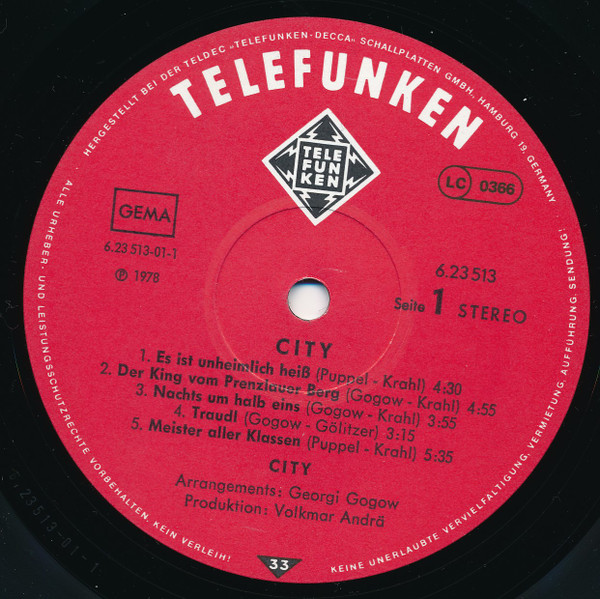 HERGESTELLT BEI DER TELDEC »TELEFUNKEN-DECCA« SCHALLPLATTEN GMBH., HAMBURG 19, GERMANY
TELEFUNKEN
TELE
FUN
KEN
LC 0366
GEMA
6.23 513-01-1
℗ 1978
6.23513
Seite 1 STEREO
CITY
1. Es ist unheimlich heiß (Puppel - Krahl) 4:30
2. Der King vom Prenzlauer Berg (Gogow - Krahl) 4:55
3. Nachts um halb eins (Gogow - Krahl) 3:55
4. Traudl (Gogow - Gölitzer) 3:15
5. Meister aller Klassen (Puppel - Krahl) 5:35
CITY
Arrangements: Georgi Gogow
Produktion: Volkmar Andrä
33
ALLE URHEBER- UND LEISTUNGSSCHUTZRECHTE VORBEHALTEN. KEIN VERLEIH!
KEINE UNERLAUBTE VERVIELFÄLTIGUNG, VERMIETUNG, AUFFÜHRUNG, SENDUNG!